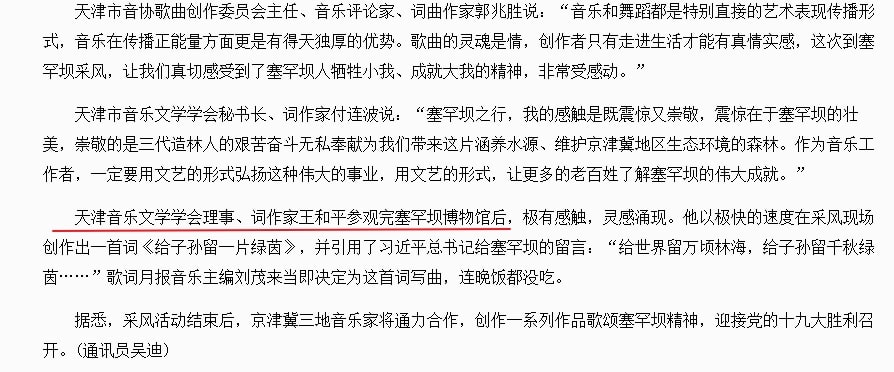 天津市音协歌曲创作委员会主任、音乐评论家、词曲作家郭兆胜说：“音乐和舞蹈都是特别直接的艺术表现传播形
式，音乐在传播正能量方面更是有得天独厚的优势。歌曲的灵魂是情，创作者只有走进生活才能有真情实感，这次到塞
罕坝采风，让我们真切感受到了塞罕坝人牺牲小我、成就大我的精神，非常受感动。”
天津市音乐文学学会秘书长、词作家付连波说：“塞罕坝之行，我的感触是既震惊又崇敬，震惊在于塞罕坝的壮
美，崇敬的是三代造林人的艰苦奋斗无私奉献为我们带来这片涵养水源、维护京津冀地区生态环境的森林。作为音乐工
作者，一定要用文艺的形式弘扬这种伟大的事业，用文艺的形式，让更多的老百姓了解塞罕坝的伟大成就。”
天津音乐文学学会理事、词作家王和平参观完塞罕坝博物馆后，极有感触，灵感涌现。他以极快的速度在采风现场
创作出一首词《给子孙留一片绿茵》，并引用了习近平总书记给塞罕坝的留言：“给世界留万顷林海，给子孙留千秋绿
茵……”歌词月报音乐主编刘茂来当即决定为这首词写曲，连晚饭都没吃。
据悉，采风活动结束后，京津冀三地音乐家将通力合作，创作一系列作品歌颂塞罕坝精神，迎接党的十九大胜利召
开。(通讯员吴迪)